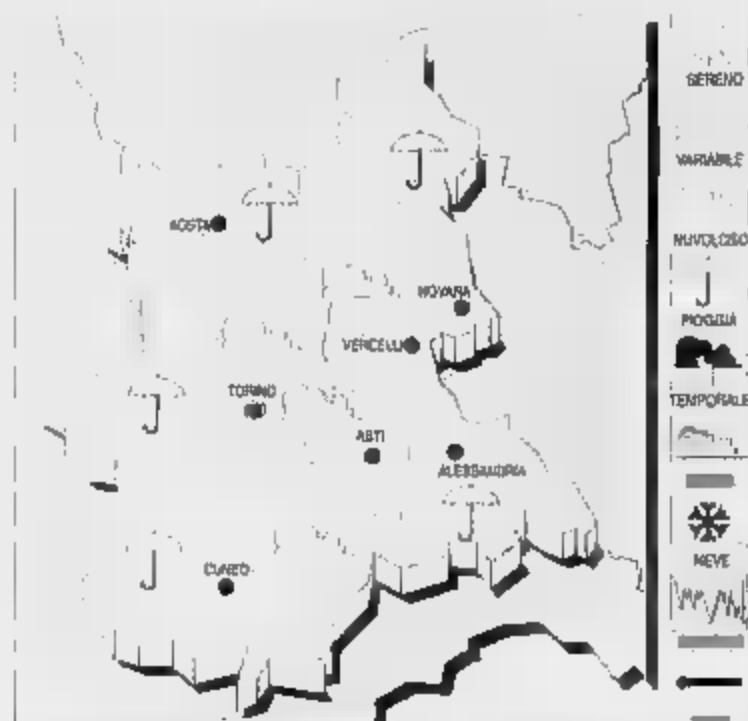 SERENO
VARIABILE
AOSTA
NUVOLOSO
NOVARA
PIOGGIA
VERCELLI
TORINO
TEMPORALE
ASTI
ALESSANDRIA
NEVE
CUNEO